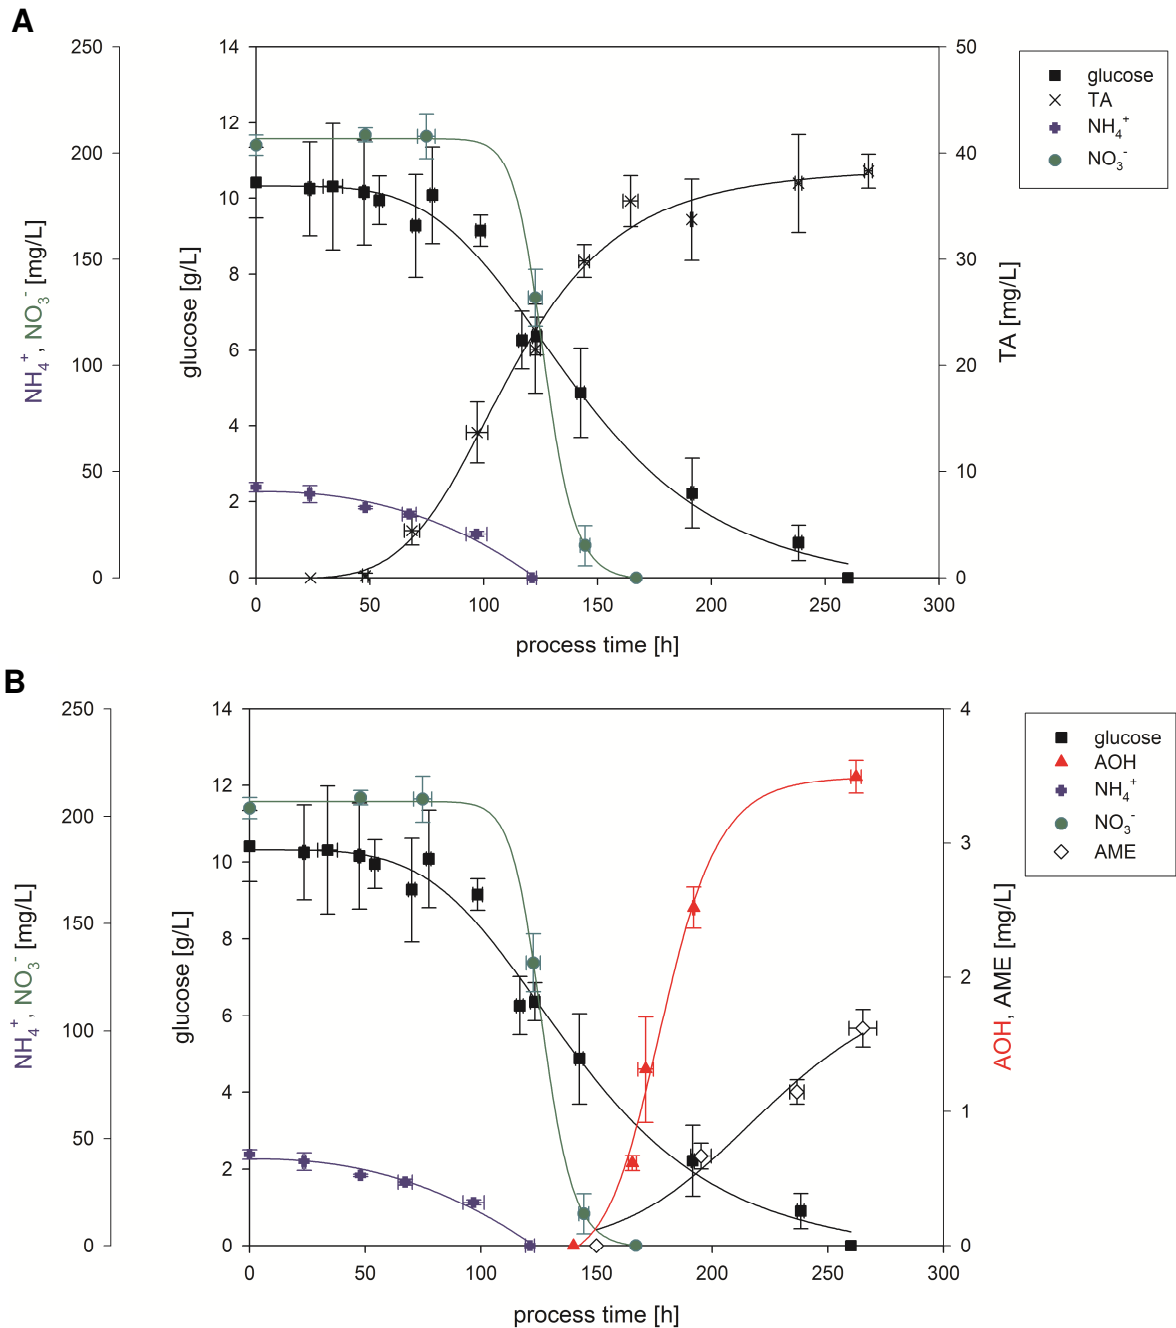 A
250
200
150
100
50
0
NH4+, NO3- [mg/L]
14
12
10
8
6
4
2
0
glucose [g/L]
50
40
30
20
10
0
TA [mg/L]
glucose
TA
NH4+
NO3-
0 50 100 150 200 250 300
process time [h]
B
250
200
150
100
50
0
NH4+, NO3- [mg/L]
14
12
10
8
6
4
2
0
glucose [g/L]
4
3
2
1
0
AOH, AME [mg/L]
glucose
AOH
NH4+
NO3-
AME
0 50 100 150 200 250 300
process time [h]